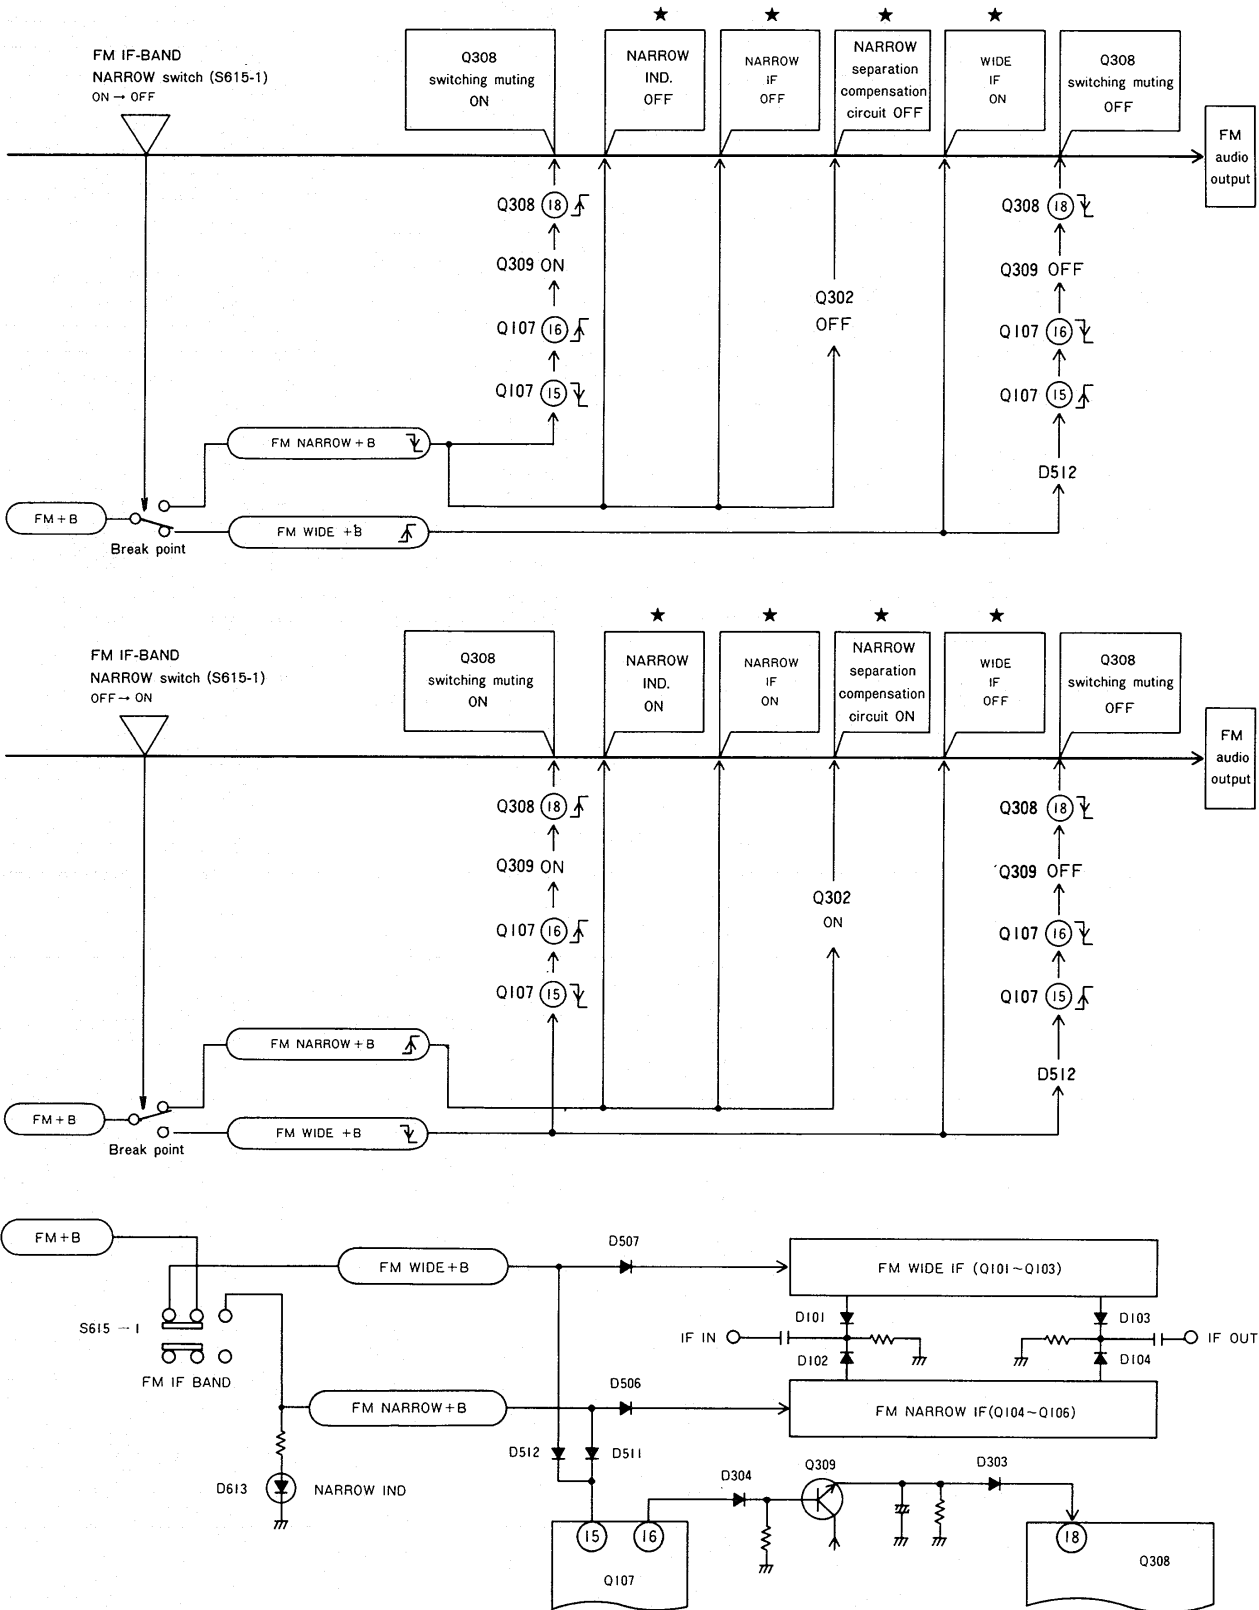 ★ ★ ★ ★
FM IF-BAND
NARROW switch (S615-1)
ON → OFF
Q308
switching muting
ON
NARROW
IND.
OFF
NARROW
IF
OFF
NARROW
separation
compensation
circuit OFF
WIDE
IF
ON
Q308
switching muting
OFF
FM
audio
output
Q308 18
Q309 ON
Q107 16
Q107 15
Q302
OFF
Q308 18
Q309 OFF
Q107 16
Q107 15
D512
FM NARROW+B
FM+B
Break point
FM WIDE +B
★ ★ ★ ★
FM IF-BAND
NARROW switch (S615-1)
OFF → ON
Q308
switching muting
ON
NARROW
IND.
ON
NARROW
IF
ON
NARROW
separation
compensation
circuit ON
WIDE
IF
OFF
Q308
switching muting
OFF
FM
audio
output
Q308 18
Q309 ON
Q107 16
Q107 15
Q302
ON
Q308 18
Q309 OFF
Q107 16
Q107 15
D512
FM NARROW+B
FM+B
Break point
FM WIDE +B
FM+B
FM WIDE+B
D507
FM WIDE IF (Q101~Q103)
S615-1
FM IF BAND
IF IN
D101
D102
D103
D104
IF OUT
FM NARROW+B
D506
FM NARROW IF(Q104~Q106)
D512
D511
D613
NARROW IND
D304
Q309
D303
15
16
Q107
18
Q308